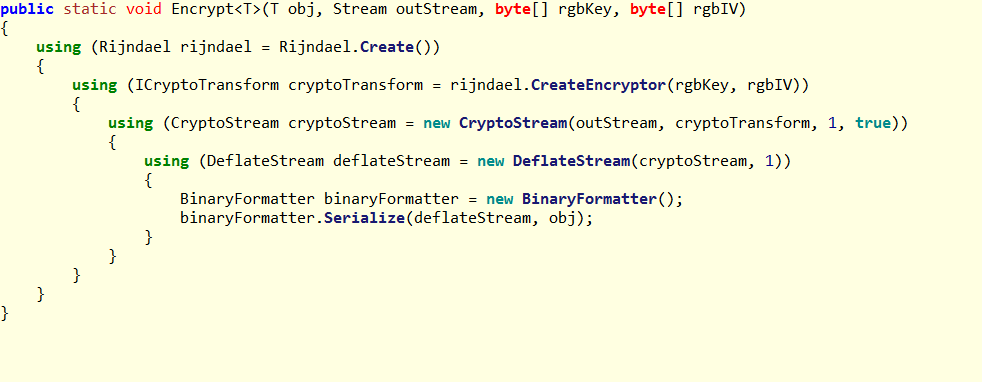 public static void Encrypt<T>(T obj, Stream outStream, byte[] rgbKey, byte[] rgbIV)
{
    using (Rijndael rijndael = Rijndael.Create())
    {
        using (ICryptoTransform cryptoTransform = rijndael.CreateEncryptor(rgbKey, rgbIV))
        {
            using (CryptoStream cryptoStream = new CryptoStream(outStream, cryptoTransform, 1, true))
            {
                using (DeflateStream deflateStream = new DeflateStream(cryptoStream, 1))
                {
                    BinaryFormatter binaryFormatter = new BinaryFormatter();
                    binaryFormatter.Serialize(deflateStream, obj);
                }
            }
        }
    }
}